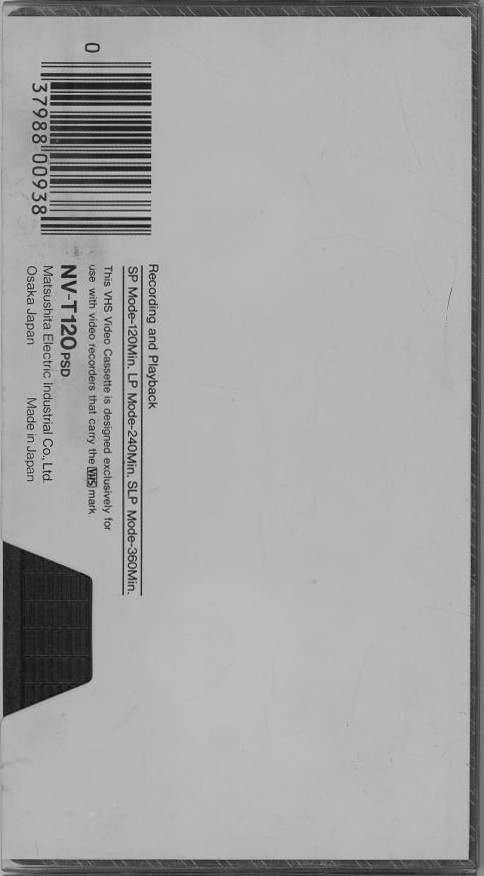 Recording and Playback
SP Mode-120Min. LP Mode-240Min. SLP Mode-360Min.
This VHS Video Cassette is designed exclusively for
use with video recorders that carry the VHS mark
NV-T120 PSD
Matsushita Electric Industrial Co., Ltd.
Osaka Japan Made in Japan
0 37988 00938